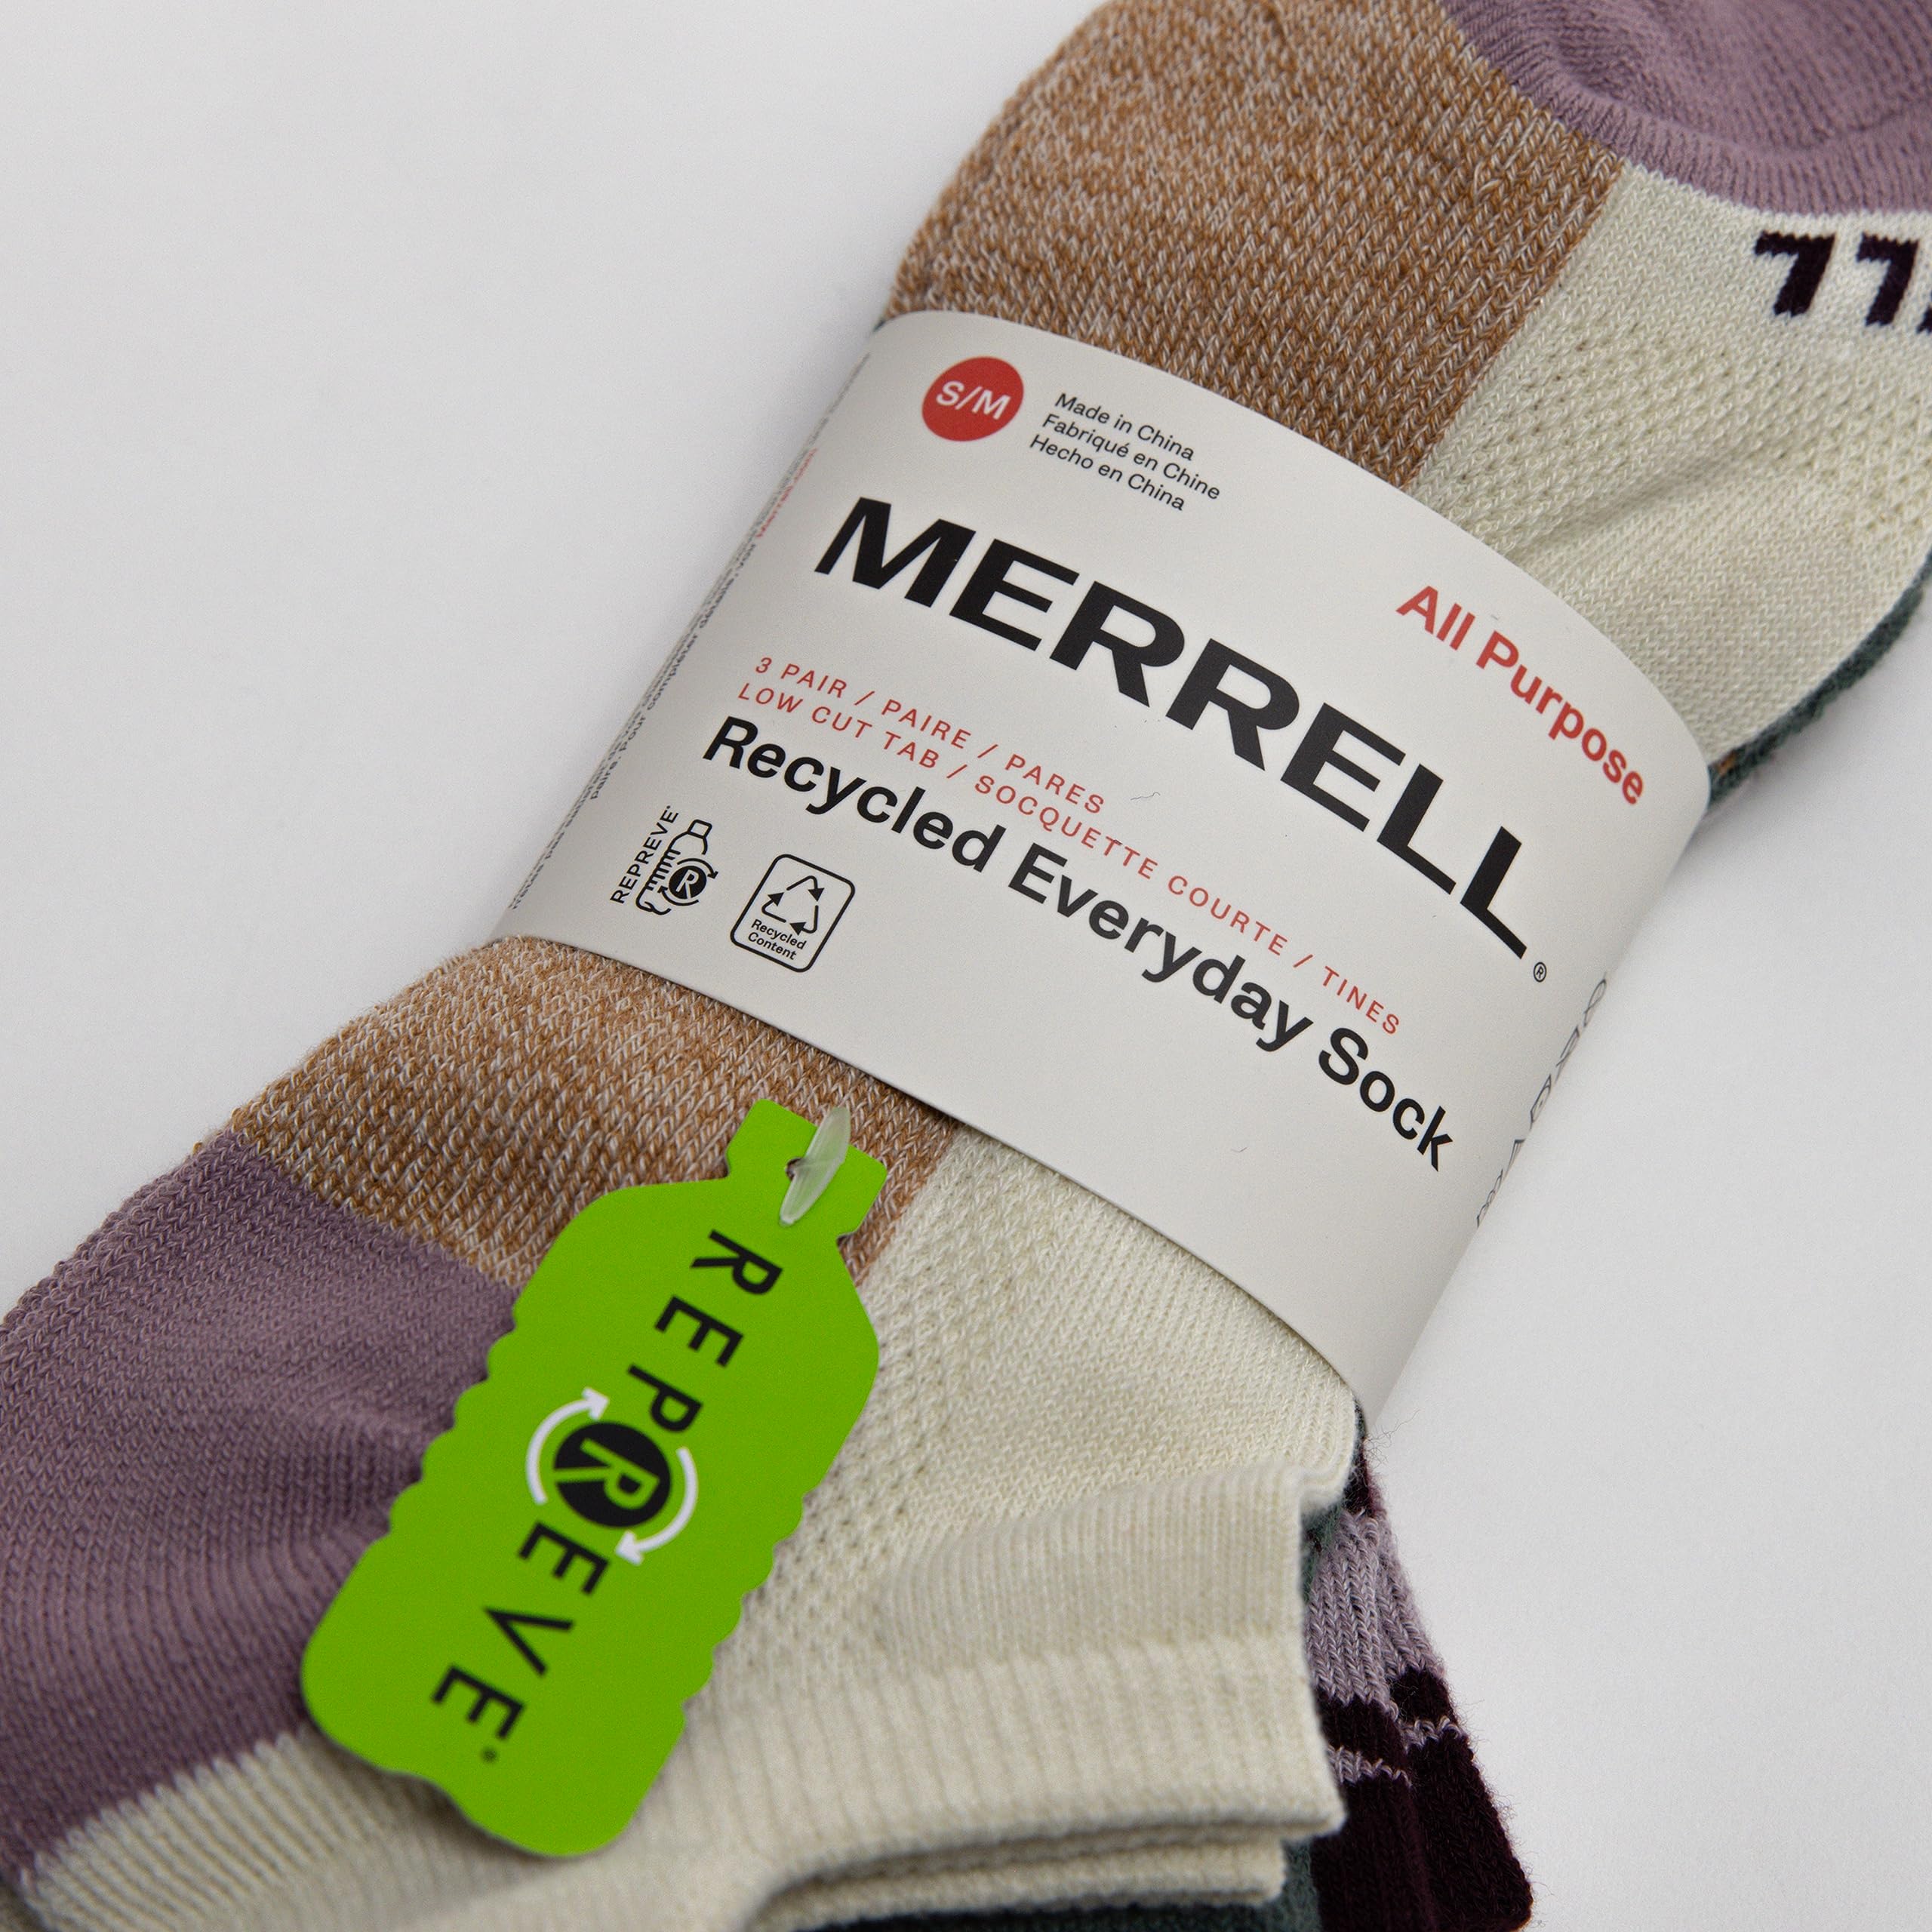 S/M
Made in China
Fabriqué en Chine
Hecho en China
MERRELL®
All Purpose
3 PAIR / PAIRE / PARES
LOW CUT TAB / SOCQUETTE COURTE / TINES
Recycled Everyday Sock
REPREVE
R
Recycled
Content
REPREVE